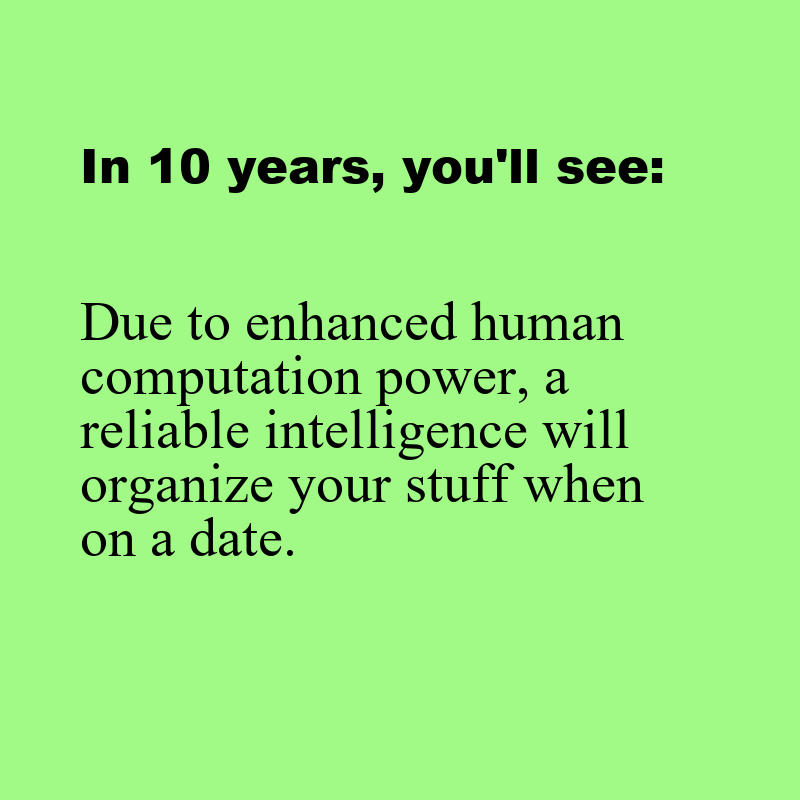 In 10 years, you'll see:
Due to enhanced human
computation power, a
reliable intelligence will
organize your stuff when
on a date.